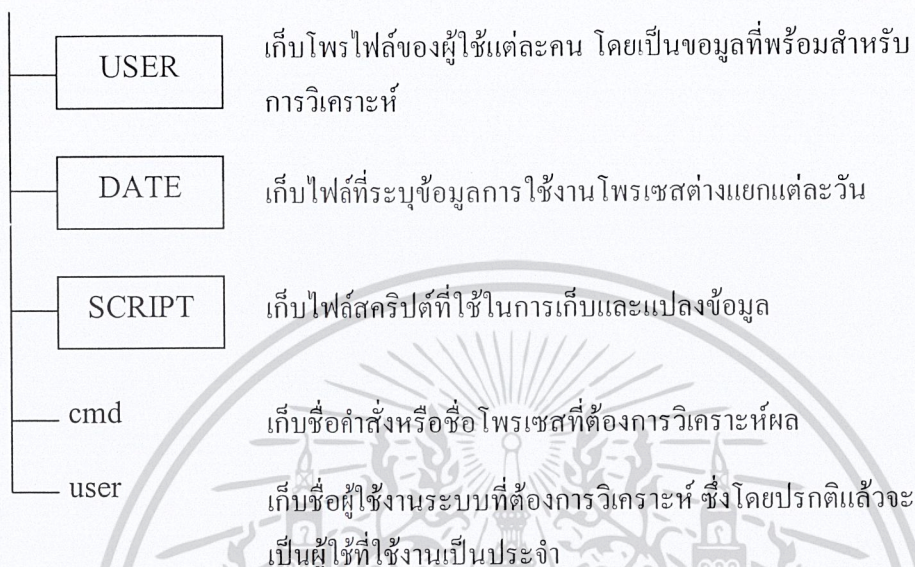 USER เก็บโพรไฟล์ของผู้ใช้แต่ละคน โดยเป็นขอมูลที่พร้อมสำหรับ
การวิเคราะห์
DATE เก็บไฟล์ที่ระบุข้อมูลการใช้งานโพรเซสต่างแยกแต่ละวัน
SCRIPT เก็บไฟล์สคริปต์ที่ใช้ในการเก็บและแปลงข้อมูล
cmd เก็บชื่อคำสั่งหรือชื่อโพรเซสที่ต้องการวิเคราะห์ผล
user เก็บชื่อผู้ใช้งานระบบที่ต้องการวิเคราะห์ ซึ่งโดยปรกติแล้วจะ
เป็นผู้ใช้ที่ใช้งานเป็นประจำ